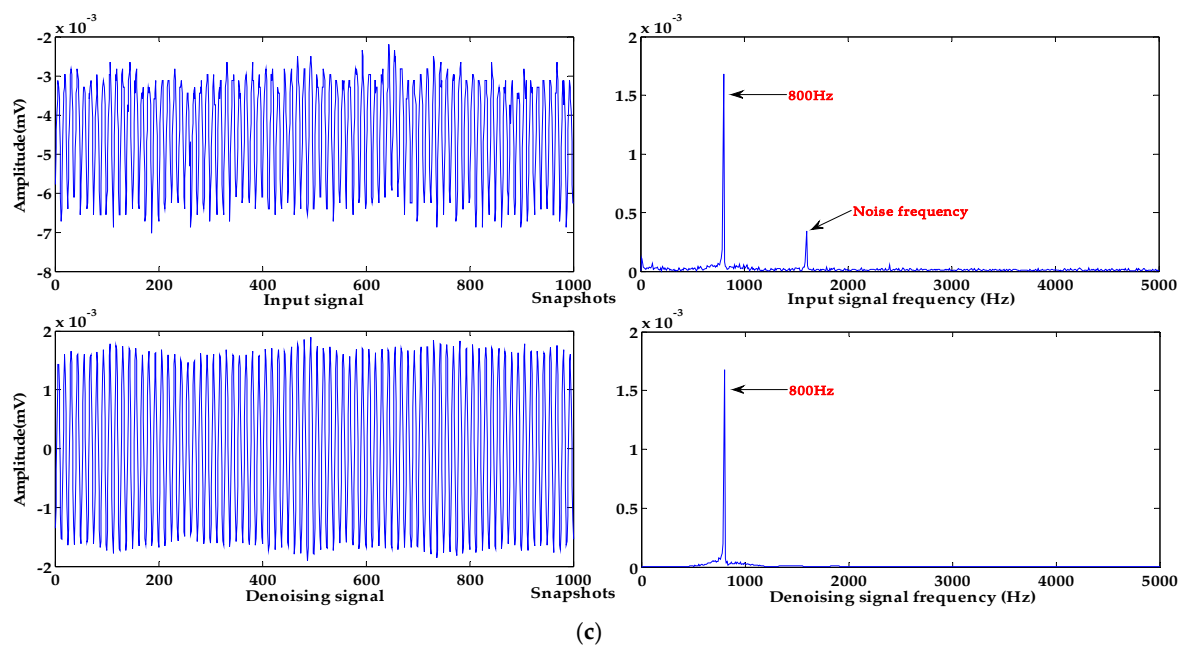 x 10⁻³
-2
-3
-4
-5
-6
-7
-8
Amplitude(mV)
0
200
400
600
800
1000
Input signal
Snapshots
x 10⁻³
2
1.5
1
0.5
0
800Hz
Noise frequency
0
1000
2000
3000
4000
5000
Input signal frequency (Hz)
x 10⁻³
2
1
0
-1
-2
Amplitude(mV)
0
200
400
600
800
1000
Denoising signal
Snapshots
x 10⁻³
2
1.5
1
0.5
0
800Hz
0
1000
2000
3000
4000
5000
Denoising signal frequency (Hz)
(c)